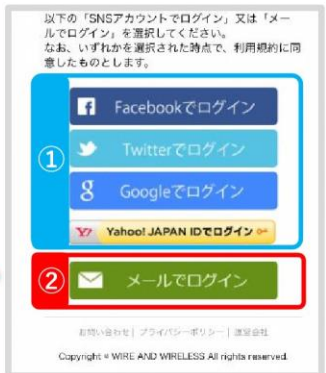 以下の「SNSアカウントでログイン」又は「メー
ルでログイン」を選択してください。
なお、いずれかを選択された時点で、利用規約に同
意したものとします。
①
Facebookでログイン
Twitterでログイン
Googleでログイン
Yahoo! JAPAN IDでログイン
②
メールでログイン
お問い合わせ | プライバシーポリシー | 運営会社
Copyright © WIRE AND WIRELESS All rights reserved.